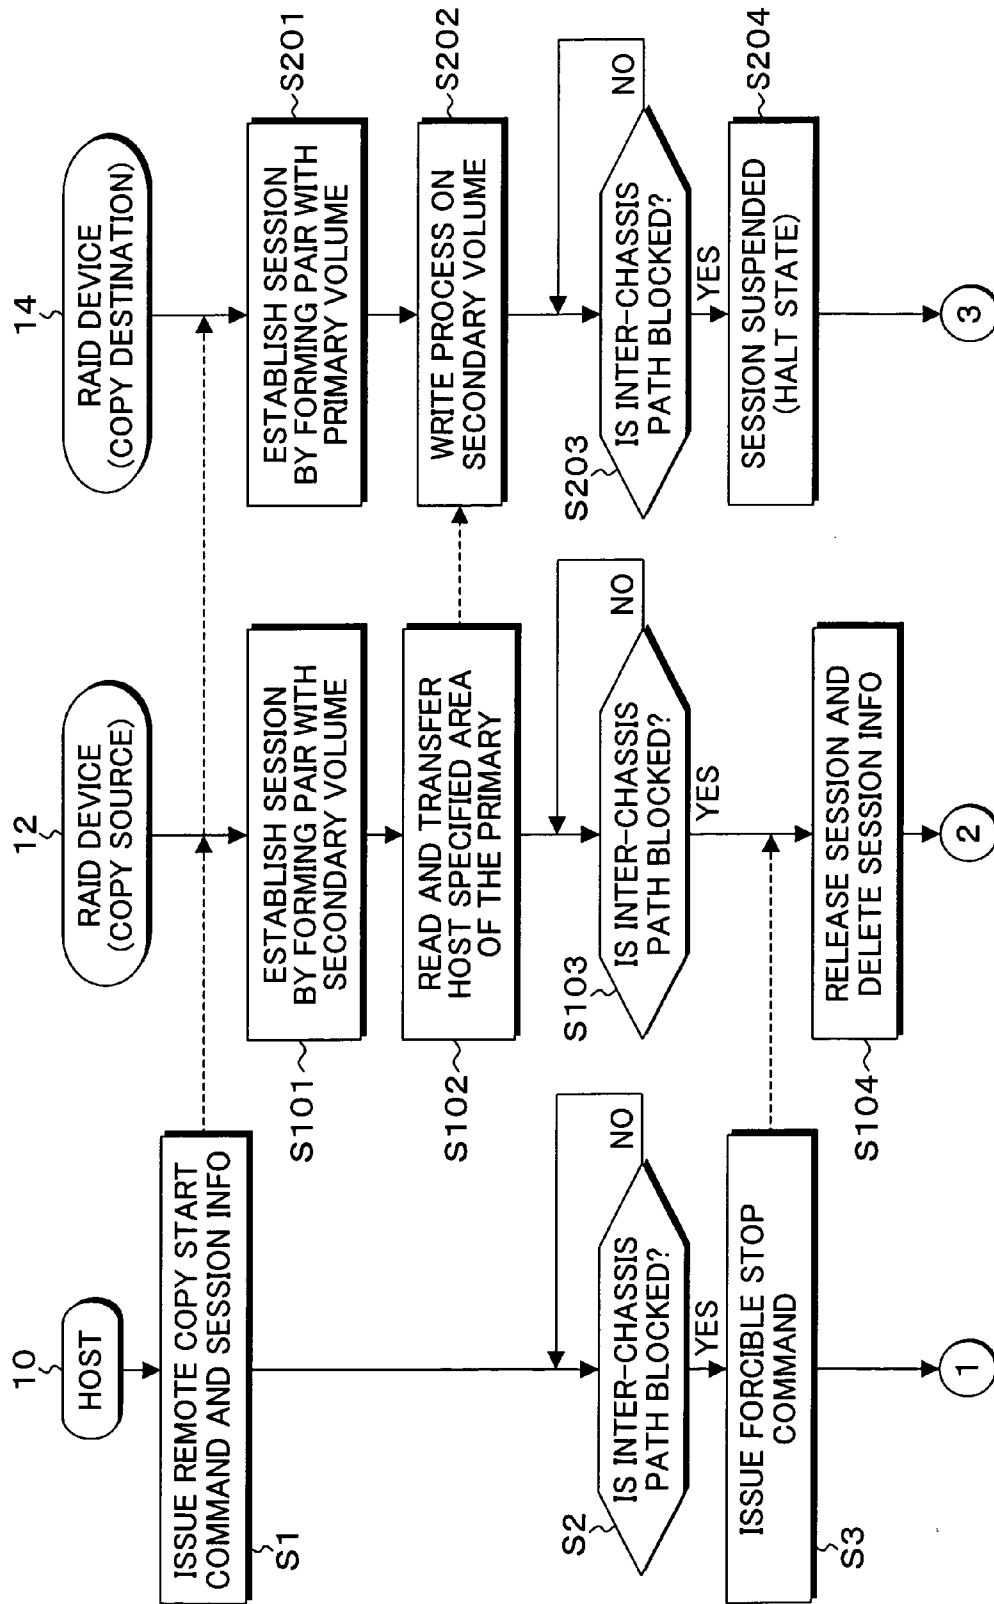 10
HOST
ISSUE REMOTE COPY START
COMMAND AND SESSION INFO
S1
IS INTER-CHASSIS
PATH BLOCKED?
S2
NO
YES
ISSUE FORCIBLE STOP
COMMAND
S3
1
12
RAID DEVICE
(COPY SOURCE)
ESTABLISH SESSION
BY FORMING PAIR WITH
SECONDARY VOLUME
S101
READ AND TRANSFER
HOST SPECIFIED AREA
OF THE PRIMARY
S102
IS INTER-CHASSIS
PATH BLOCKED?
S103
NO
YES
RELEASE SESSION AND
DELETE SESSION INFO
S104
2
14
RAID DEVICE
(COPY DESTINATION)
ESTABLISH SESSION
BY FORMING PAIR WITH
PRIMARY VOLUME
S201
WRITE PROCESS ON
SECONDARY VOLUME
S202
IS INTER-CHASSIS
PATH BLOCKED?
S203
NO
YES
SESSION SUSPENDED
(HALT STATE)
S204
3